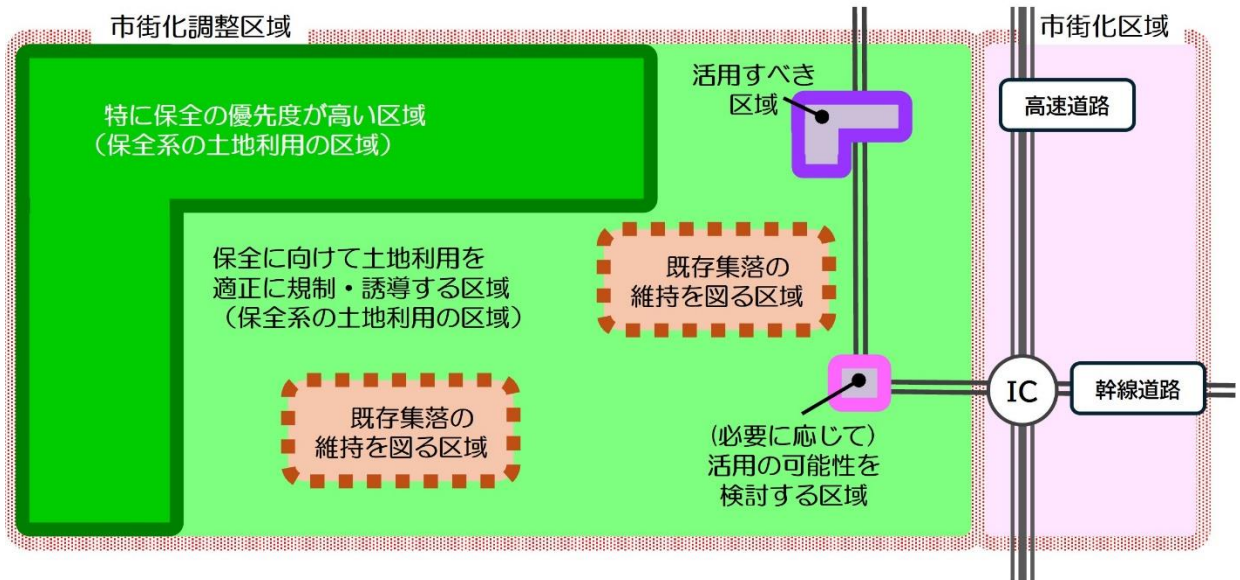 市街化調整区域
市街化区域
特に保全の優先度が高い区域
（保全系の土地利用の区域）
活用すべき
区域
高速道路
保全に向けて土地利用を
適正に規制・誘導する区域
（保全系の土地利用の区域）
既存集落の
維持を図る区域
既存集落の
維持を図る区域
IC
幹線道路
(必要に応じて)
活用の可能性を
検討する区域